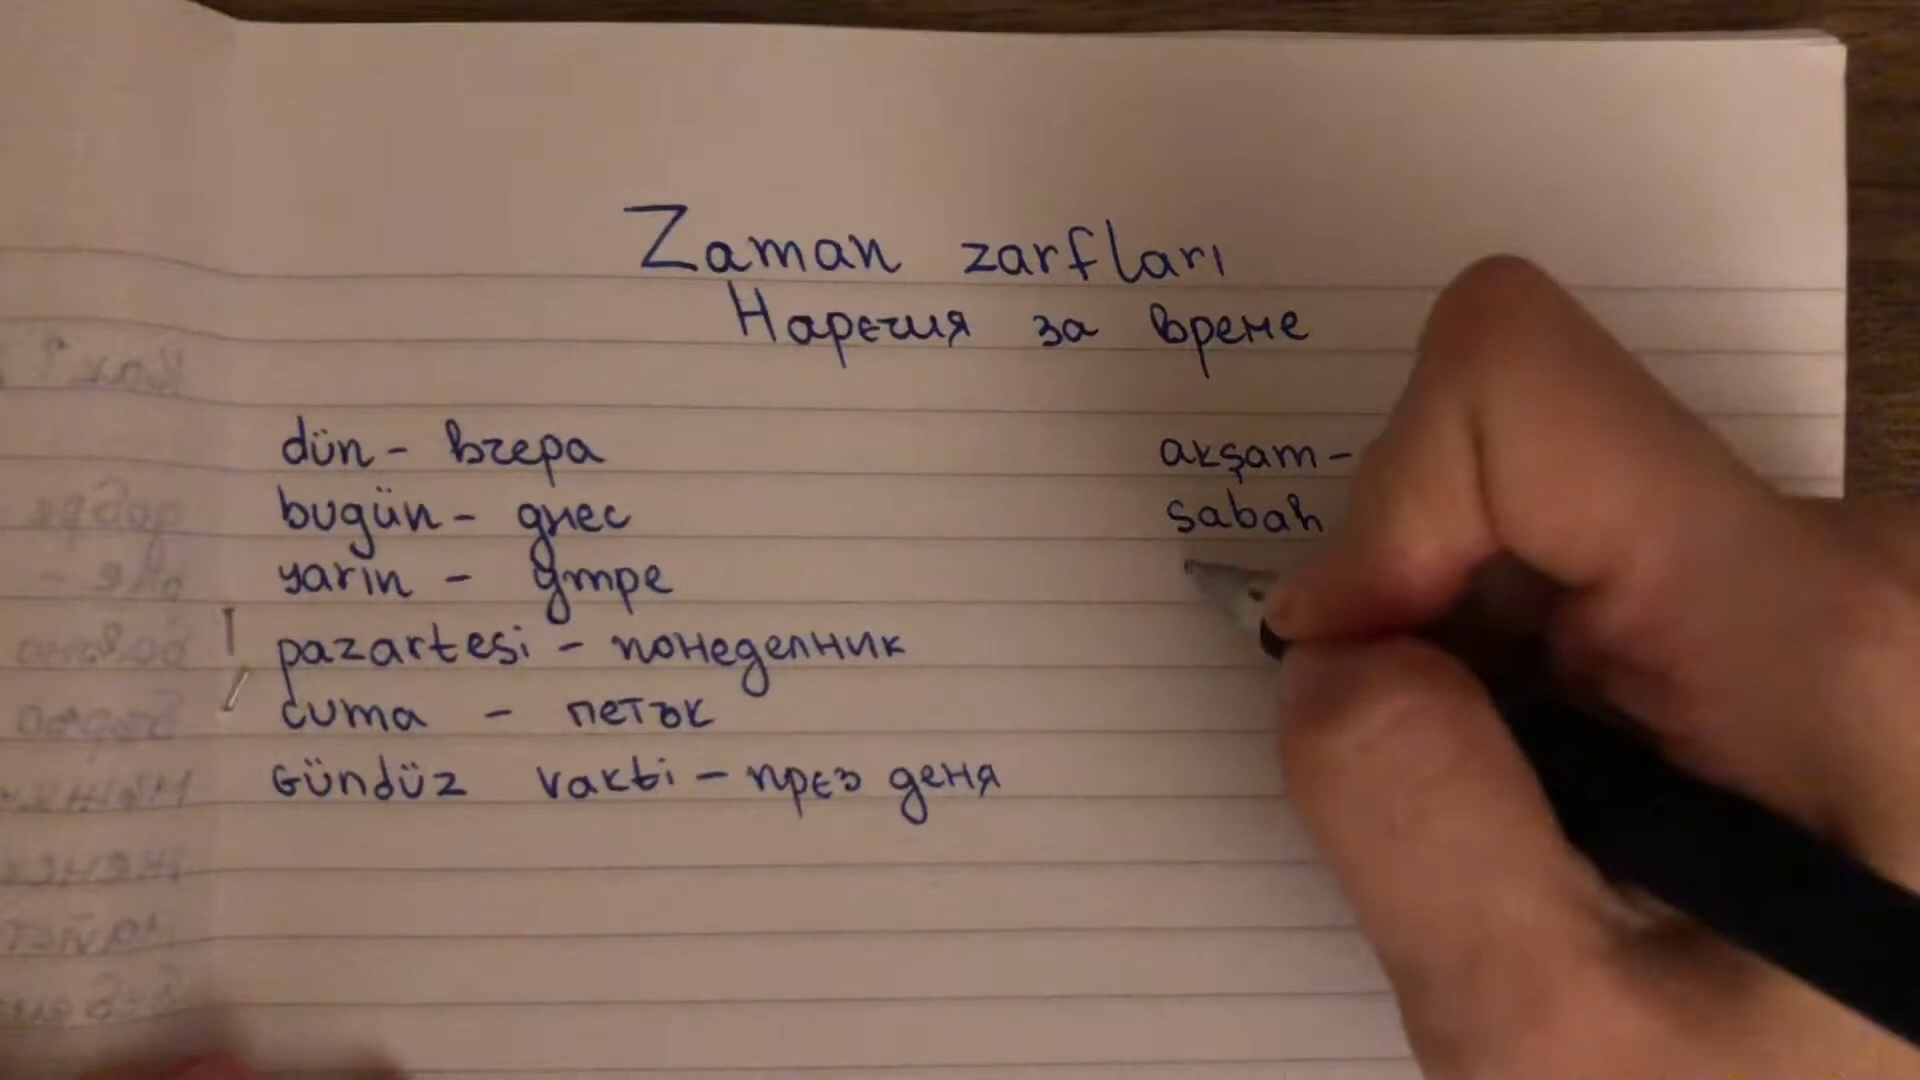 Zaman zarfları
Наречия за време
dün - вчера
bugün - днес
yarın - утре
pazartesi - понеделник
cuma - петък
Gündüz vakti - през деня
akşam -
sabah